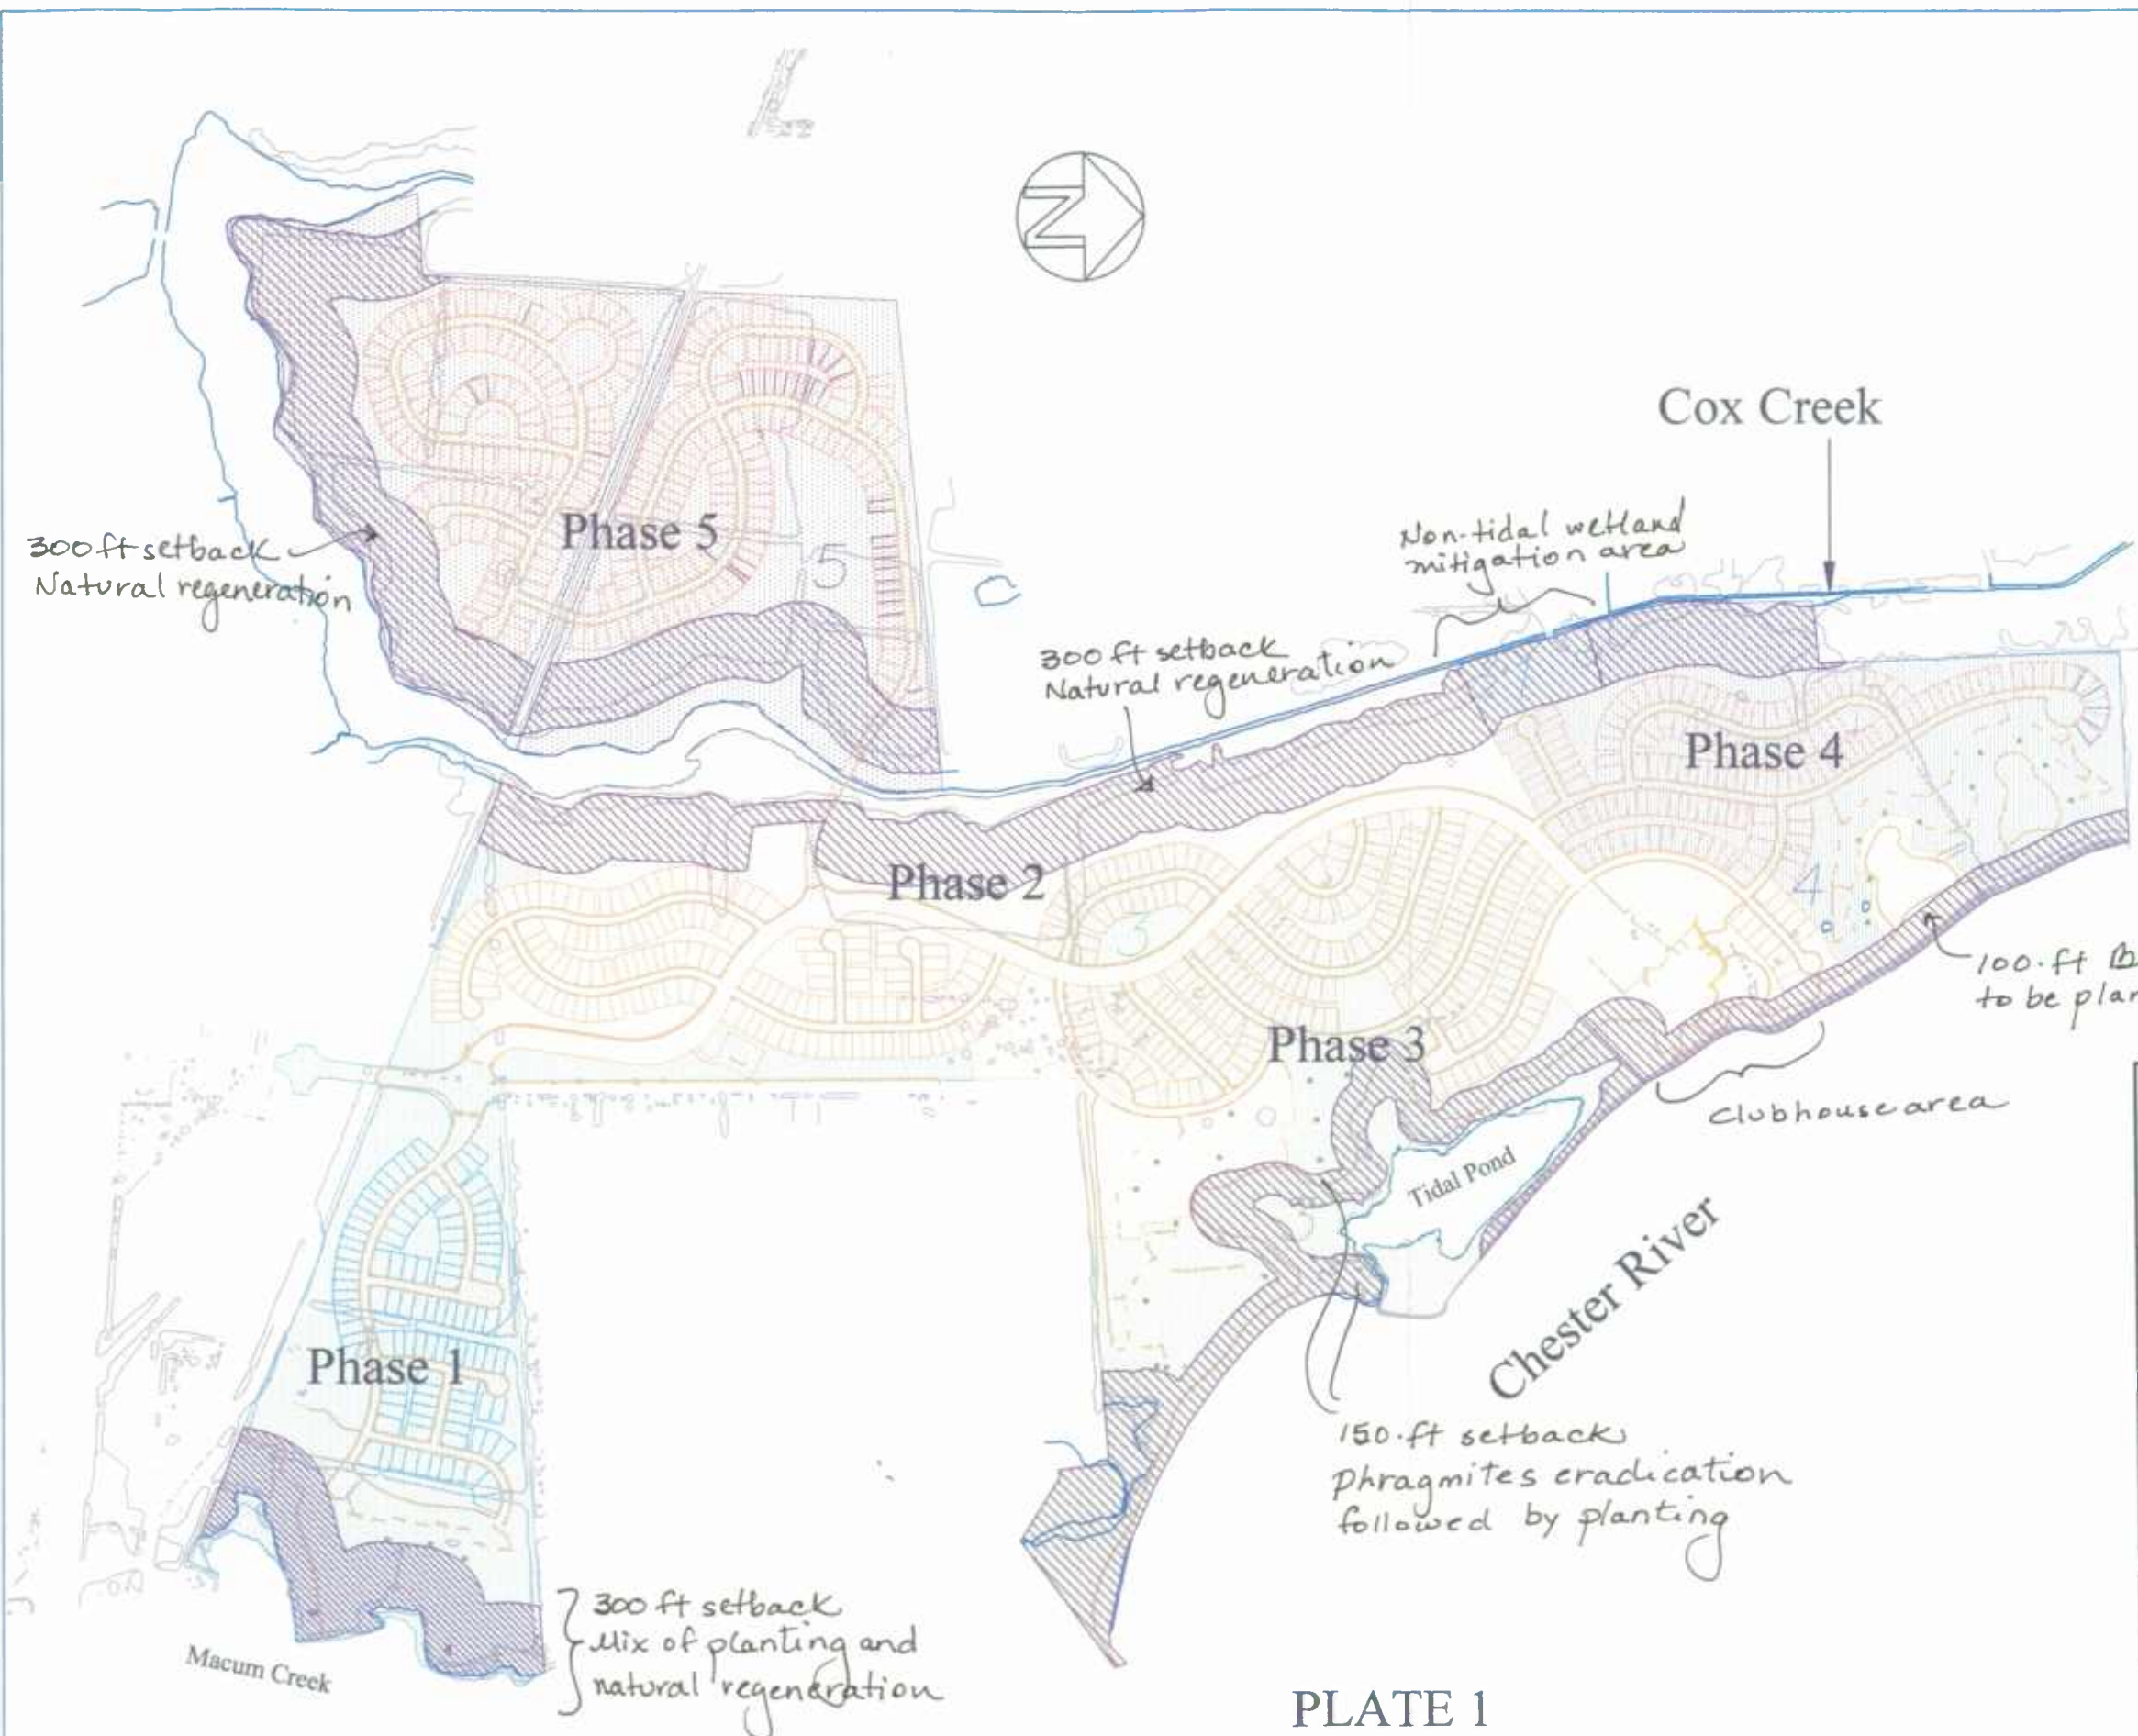 N
Cox Creek
Phase 5
5
300 ft setback
Natural regeneration
Non-tidal wetland
mitigation area
300 ft setback
Natural regeneration
Phase 4
4
Phase 2
3
100-ft
to be
Phase 3
Clubhouse area
Tidal Pond
Chester River
Phase 1
150-ft setback
Phragmites eradication
followed by planting
300 ft setback
Mix of planting and
natural regeneration
Macum Creek
PLATE 1